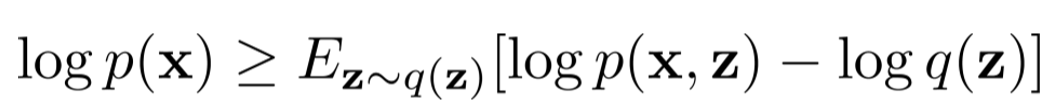 log p(𝐱) ≥ E_{𝐳∼q(𝐳)}[log p(𝐱, 𝐳) − log q(𝐳)]